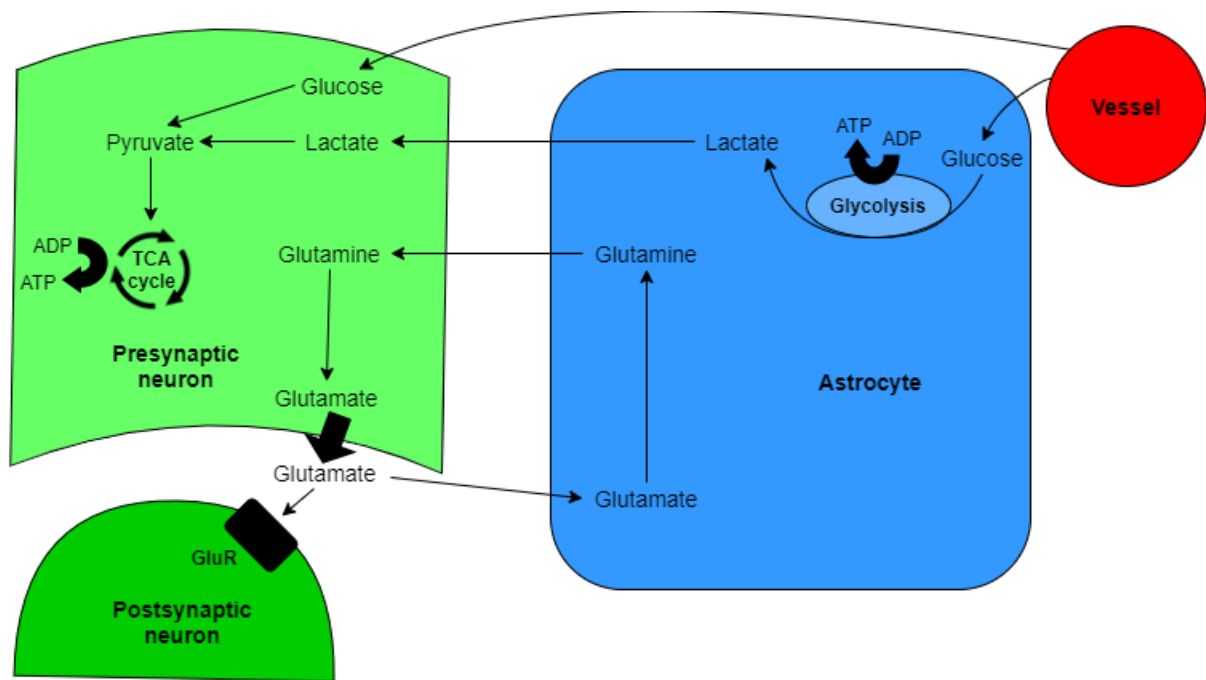 Glucose
Vessel
Pyruvate
Lactate
Lactate
ATP
ADP
Glucose
Glycolysis
ADP
ATP
TCA
cycle
Glutamine
Glutamine
Presynaptic
neuron
Astrocyte
Glutamate
Glutamate
Glutamate
GluR
Postsynaptic
neuron